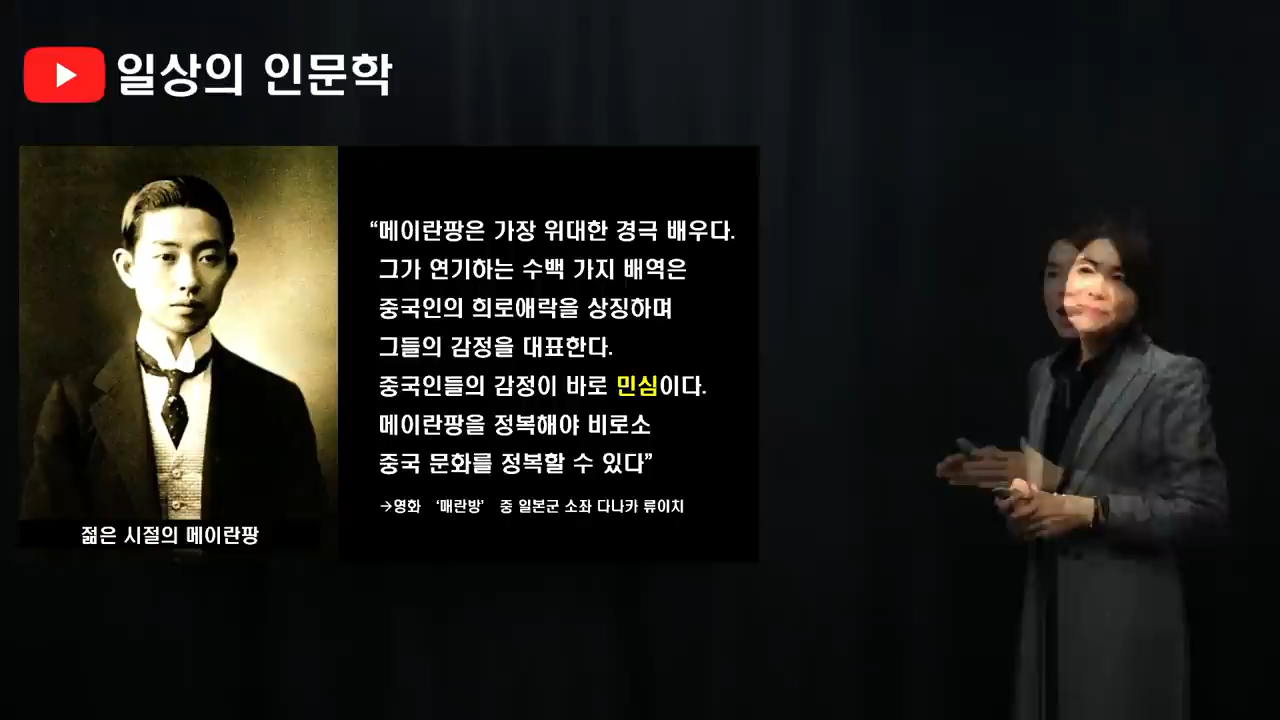 일상의 인문학
“메이란팡은 가장 위대한 경극 배우다.
그가 연기하는 수백 가지 배역은
중국인의 희로애락을 상징하며
그들의 감정을 대표한다.
중국인들의 감정이 바로 민심이다.
메이란팡을 정복해야 비로소
중국 문화를 정복할 수 있다”
→영화 ‘매란방’ 중 일본군 소좌 다나카 류이치
젊은 시절의 메이란팡